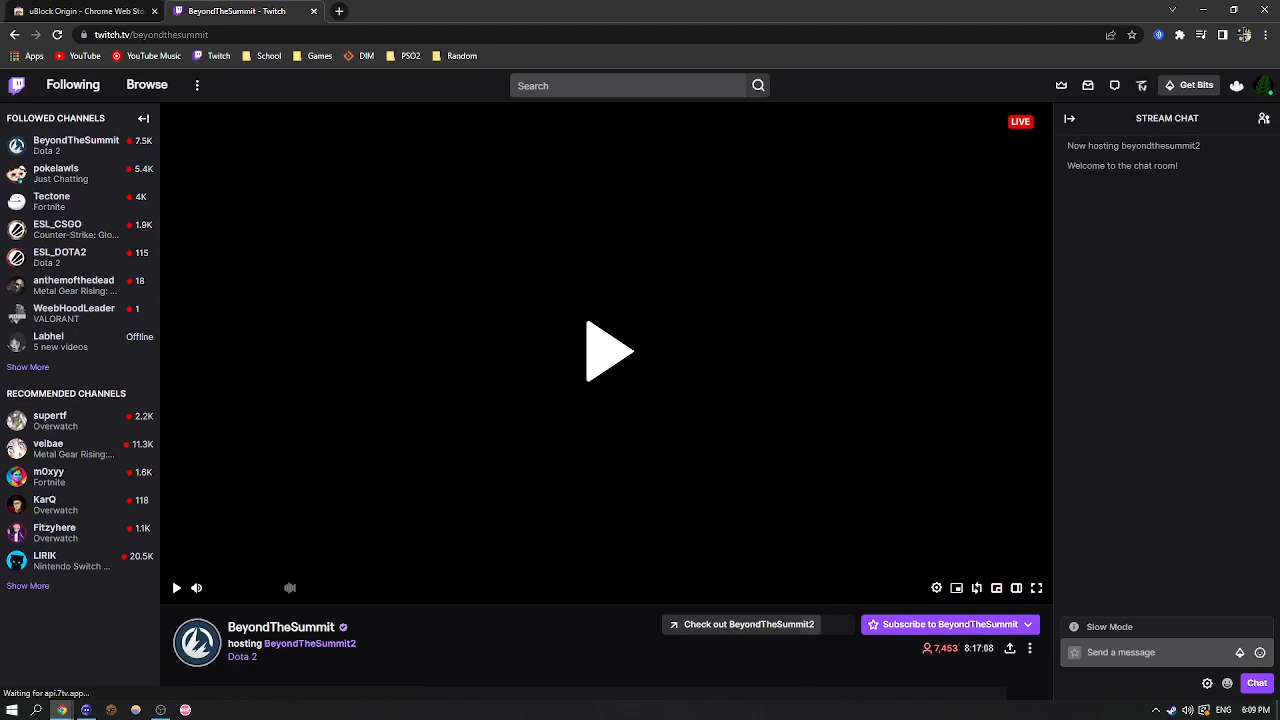 uBlock Origin - Chrome Web Sto
BeyondTheSummit - Twitch
twitch.tv/beyondthesummit
Apps
YouTube
YouTube Music
Twitch
School
Games
DIM
PSO2
Random
Following
Browse
Search
Get Bits
FOLLOWED CHANNELS
BeyondTheSummit
7.5K
Dota 2
pokelawls
5.4K
Just Chatting
Tectone
4K
Fortnite
ESL_CSGO
1.9K
Counter-Strike: Glo...
ESL_DOTA2
115
Dota 2
anthemofthedead
18
Metal Gear Rising: ...
WeebHoodLeader
1
VALORANT
Labhel
Offline
5 new videos
Show More
RECOMMENDED CHANNELS
supertf
2.2K
Overwatch
veibae
11.3K
Metal Gear Rising:...
m0xyy
1.6K
Fortnite
KarQ
118
Overwatch
Fitzyhere
1.1K
Overwatch
LIRIK
20.5K
Nintendo Switch ...
Show More
LIVE
BeyondTheSummit
hosting BeyondTheSummit2
Dota 2
Check out BeyondTheSummit2
Subscribe to BeyondTheSummit
7,453
8:17:08
STREAM CHAT
Now hosting beyondthesummit2
Welcome to the chat room!
Slow Mode
Send a message
Chat
Waiting for api.7tv.app...
ENG
6:09 PM